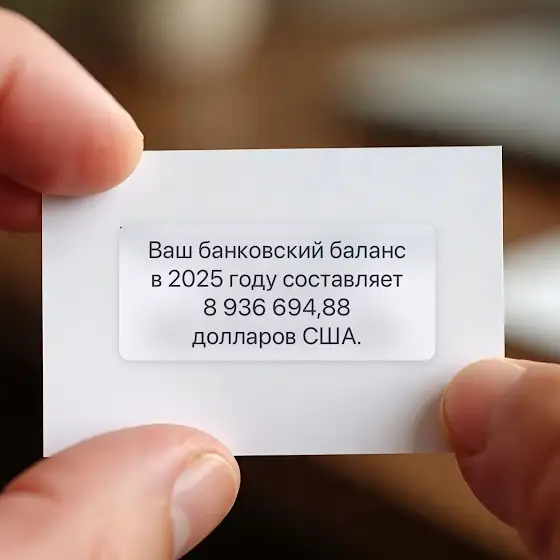 Ваш банковский баланс
в 2025 году составляет
8 936 694,88
долларов США.